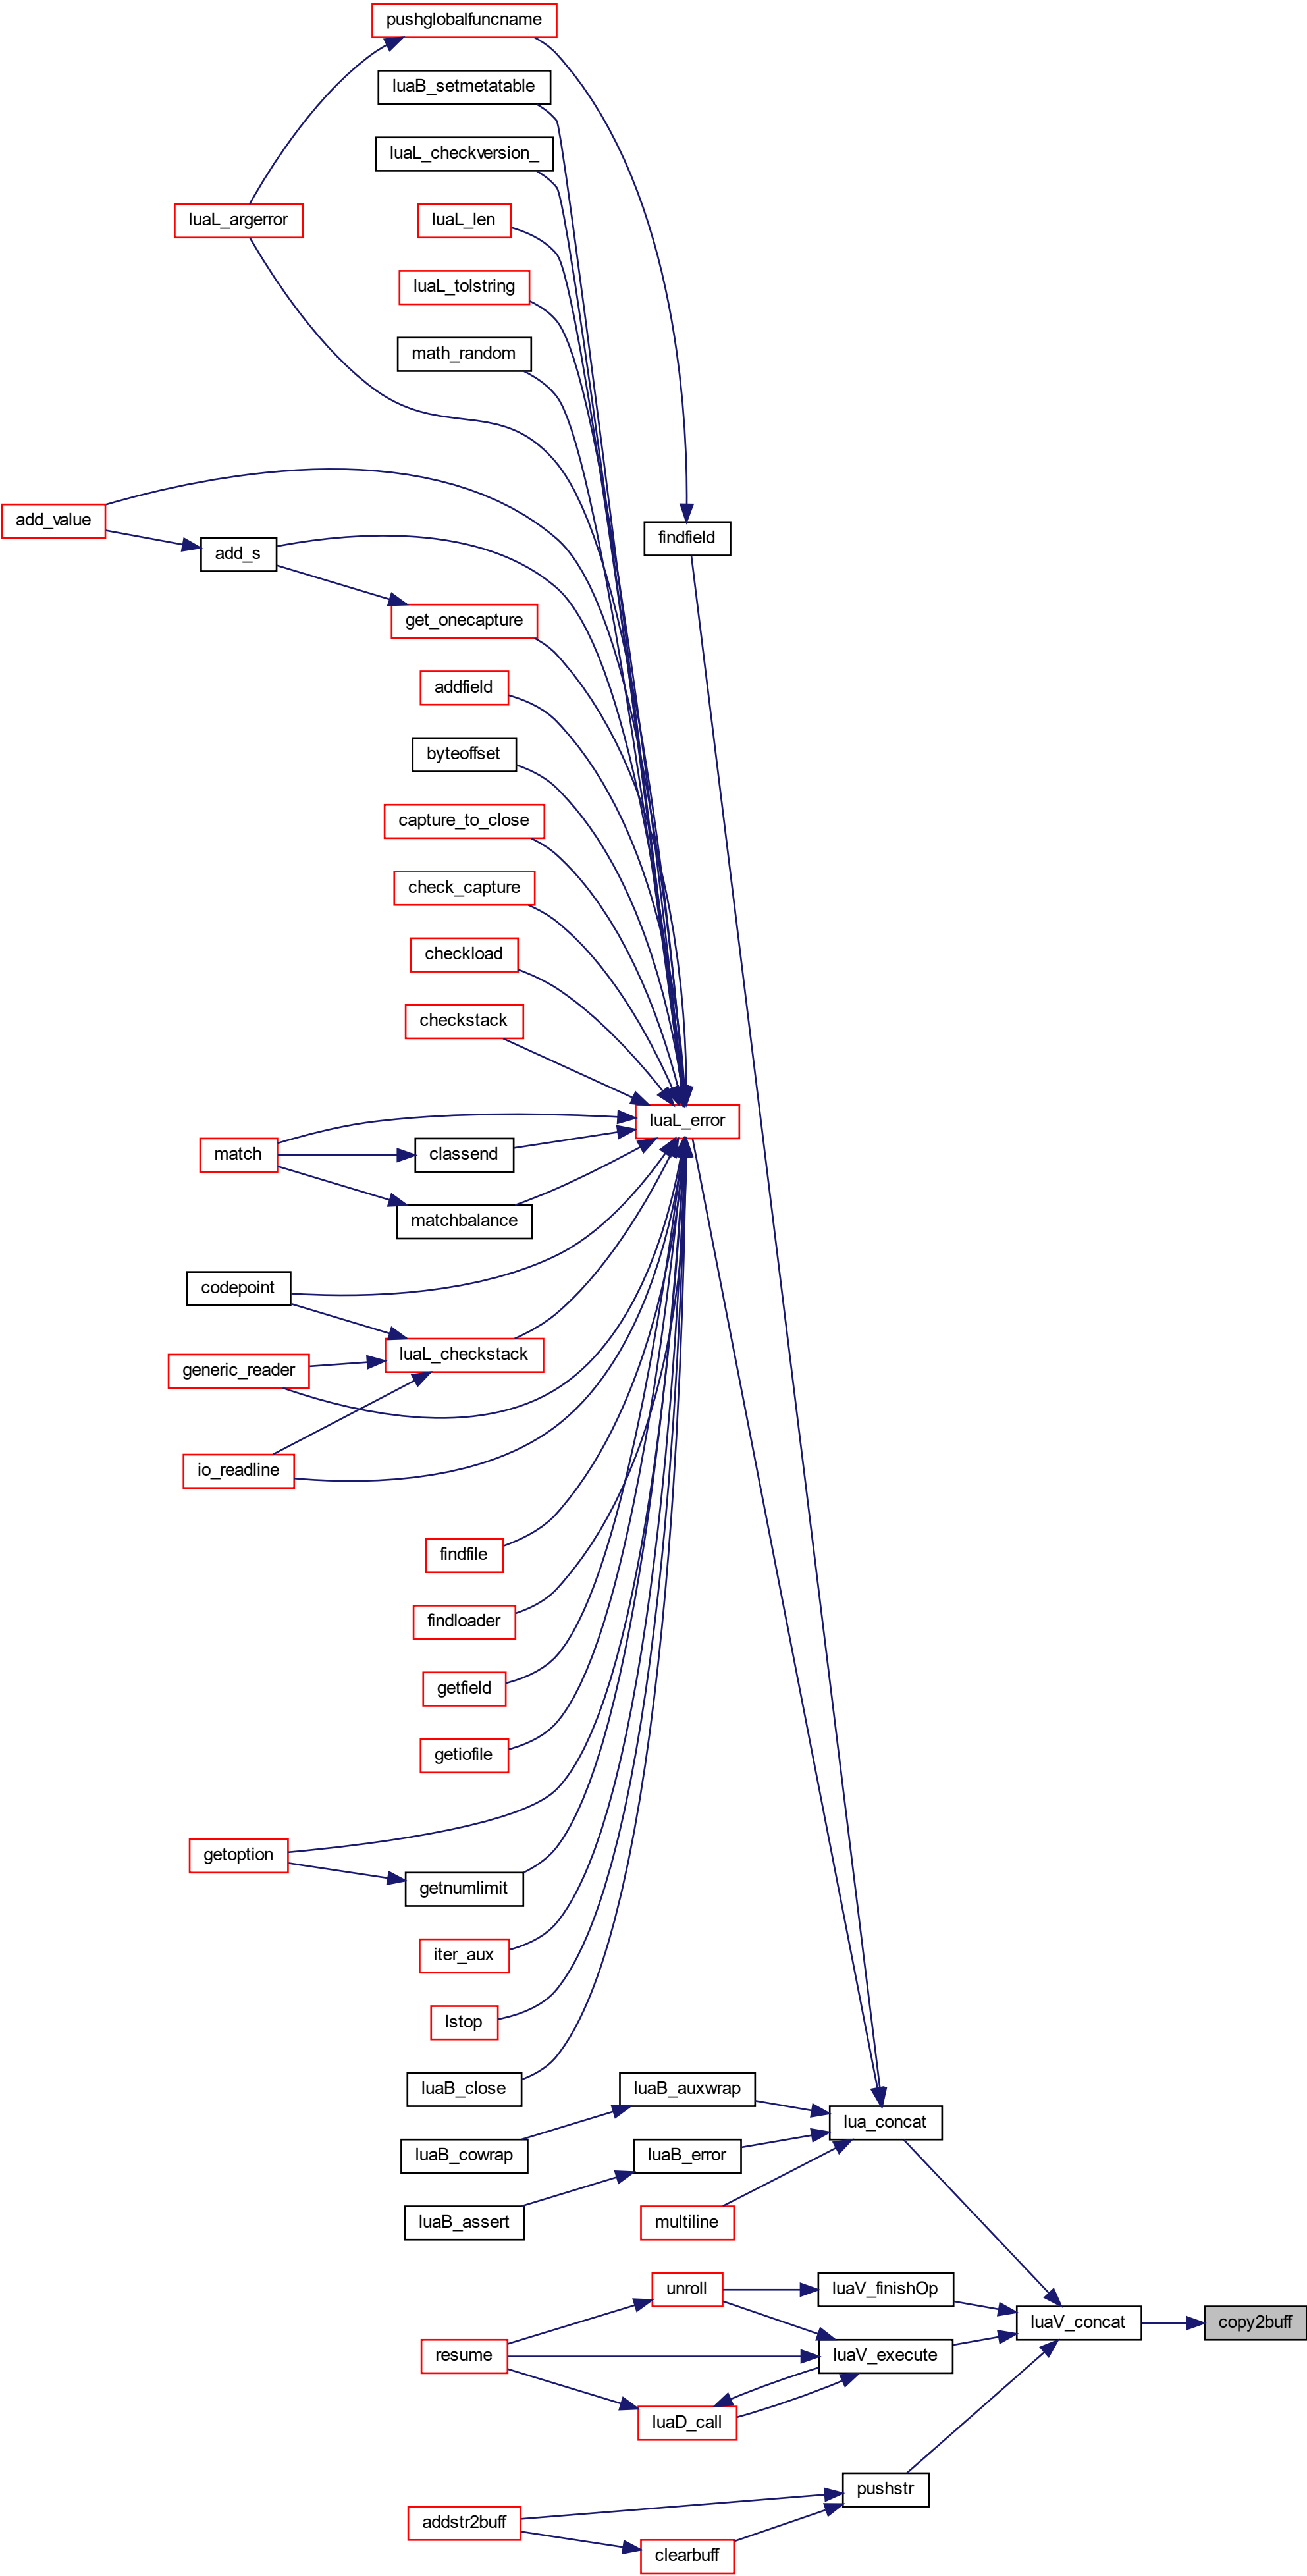 pushglobalfuncname
luaB_setmetatable
luaL_checkversion_
luaL_argerror
luaL_len
luaL_tolstring
math_random
add_value
findfield
add_s
get_onecapture
addfield
byteoffset
capture_to_close
check_capture
checkload
checkstack
luaL_error
match
classend
matchbalance
codepoint
luaL_checkstack
generic_reader
io_readline
findfile
findloader
getfield
getiofile
getoption
getnumlimit
iter_aux
lstop
luaB_close
luaB_auxwrap
lua_concat
luaB_cowrap
luaB_error
luaB_assert
multiline
unroll
luaV_finishOp
luaV_concat
copy2buff
resume
luaV_execute
luaD_call
pushstr
addstr2buff
clearbuff